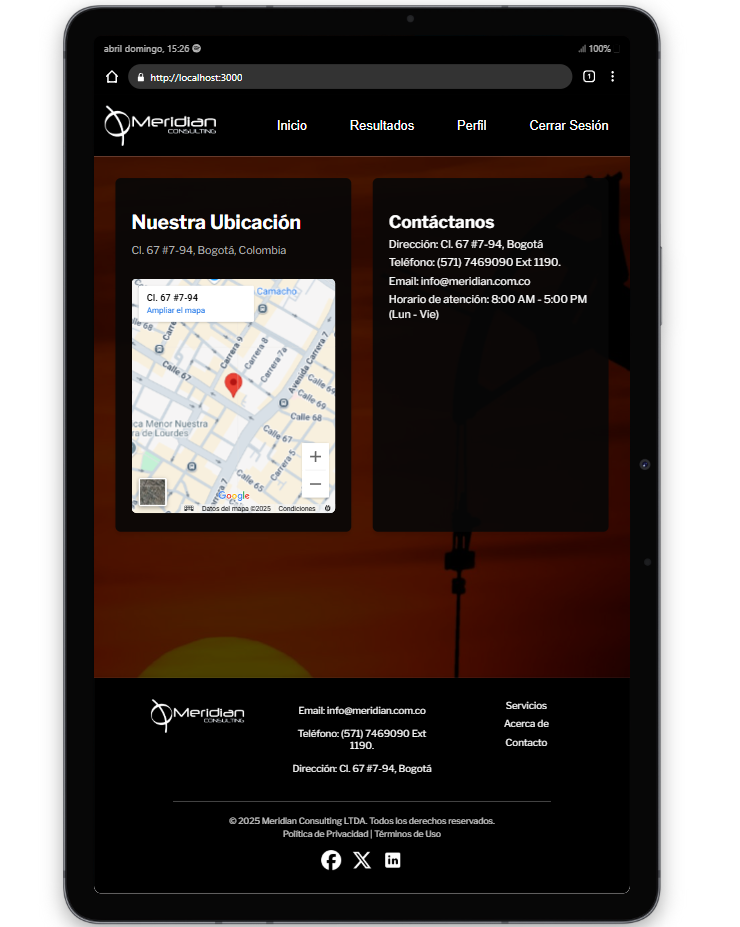 abril domingo, 15:26
100%
http://localhost:3000
1
Meridian
CONSULTING
Inicio
Resultados
Perfil
Cerrar Sesión
Nuestra Ubicación
Cl. 67 #7-94, Bogotá, Colombia
Cl. 67 #7-94
Ampliar el mapa
Camacho
Carrera 9
Carrera 8
Carrera 7a
Avenida Carrera 7
Calle 69
Calle 69
Calle 68
Calle 67
Calle 65
Carrera 5
ca Menor Nuestra
ra de Lourdes
+
−
Google
Datos del mapa ©2025
Condiciones
Contáctanos
Dirección: Cl. 67 #7-94, Bogotá
Teléfono: (571) 7469090 Ext 1190.
Email: info@meridian.com.co
Horario de atención: 8:00 AM - 5:00 PM
(Lun - Vie)
Meridian
CONSULTING
Email: info@meridian.com.co
Teléfono: (571) 7469090 Ext
1190.
Dirección: Cl. 67 #7-94, Bogotá
Servicios
Acerca de
Contacto
© 2025 Meridian Consulting LTDA. Todos los derechos reservados.
Política de Privacidad | Términos de Uso